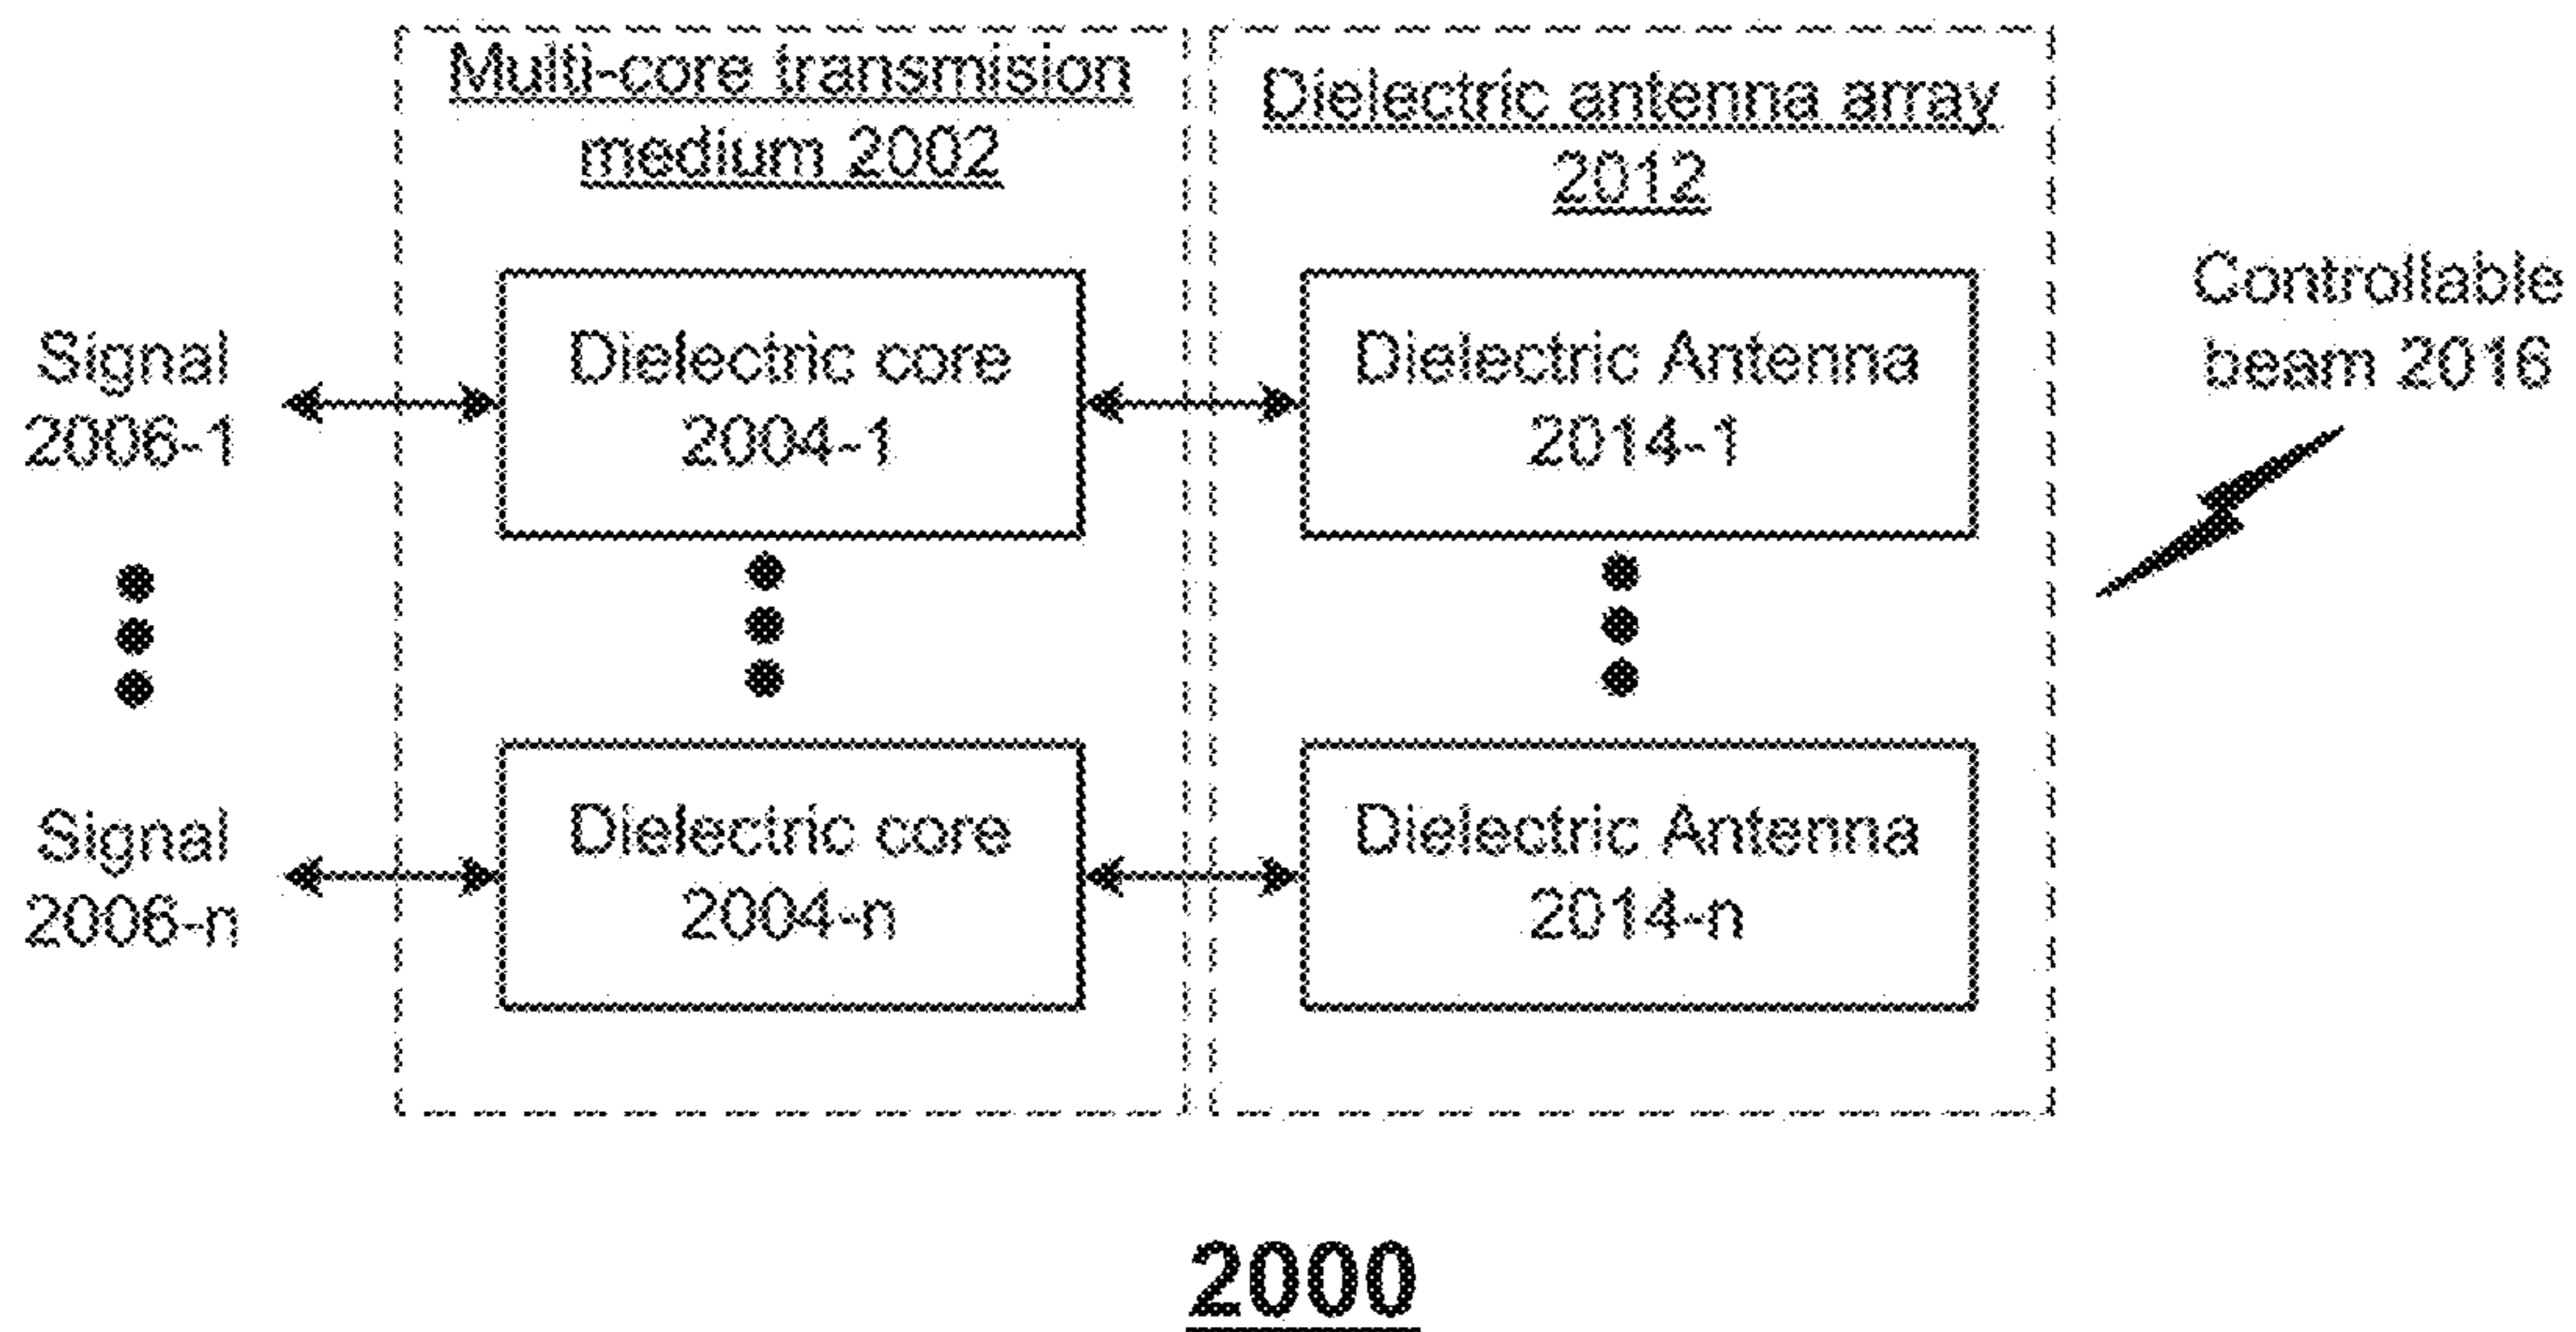 Multi-core transmision
medium 2002
Dielectric antenna array
2012
Controllable
beam 2016
Signal
2006-1
Dielectric core
2004-1
Dielectric Antenna
2014-1
Signal
2006-n
Dielectric core
2004-n
Dielectric Antenna
2014-n
2000